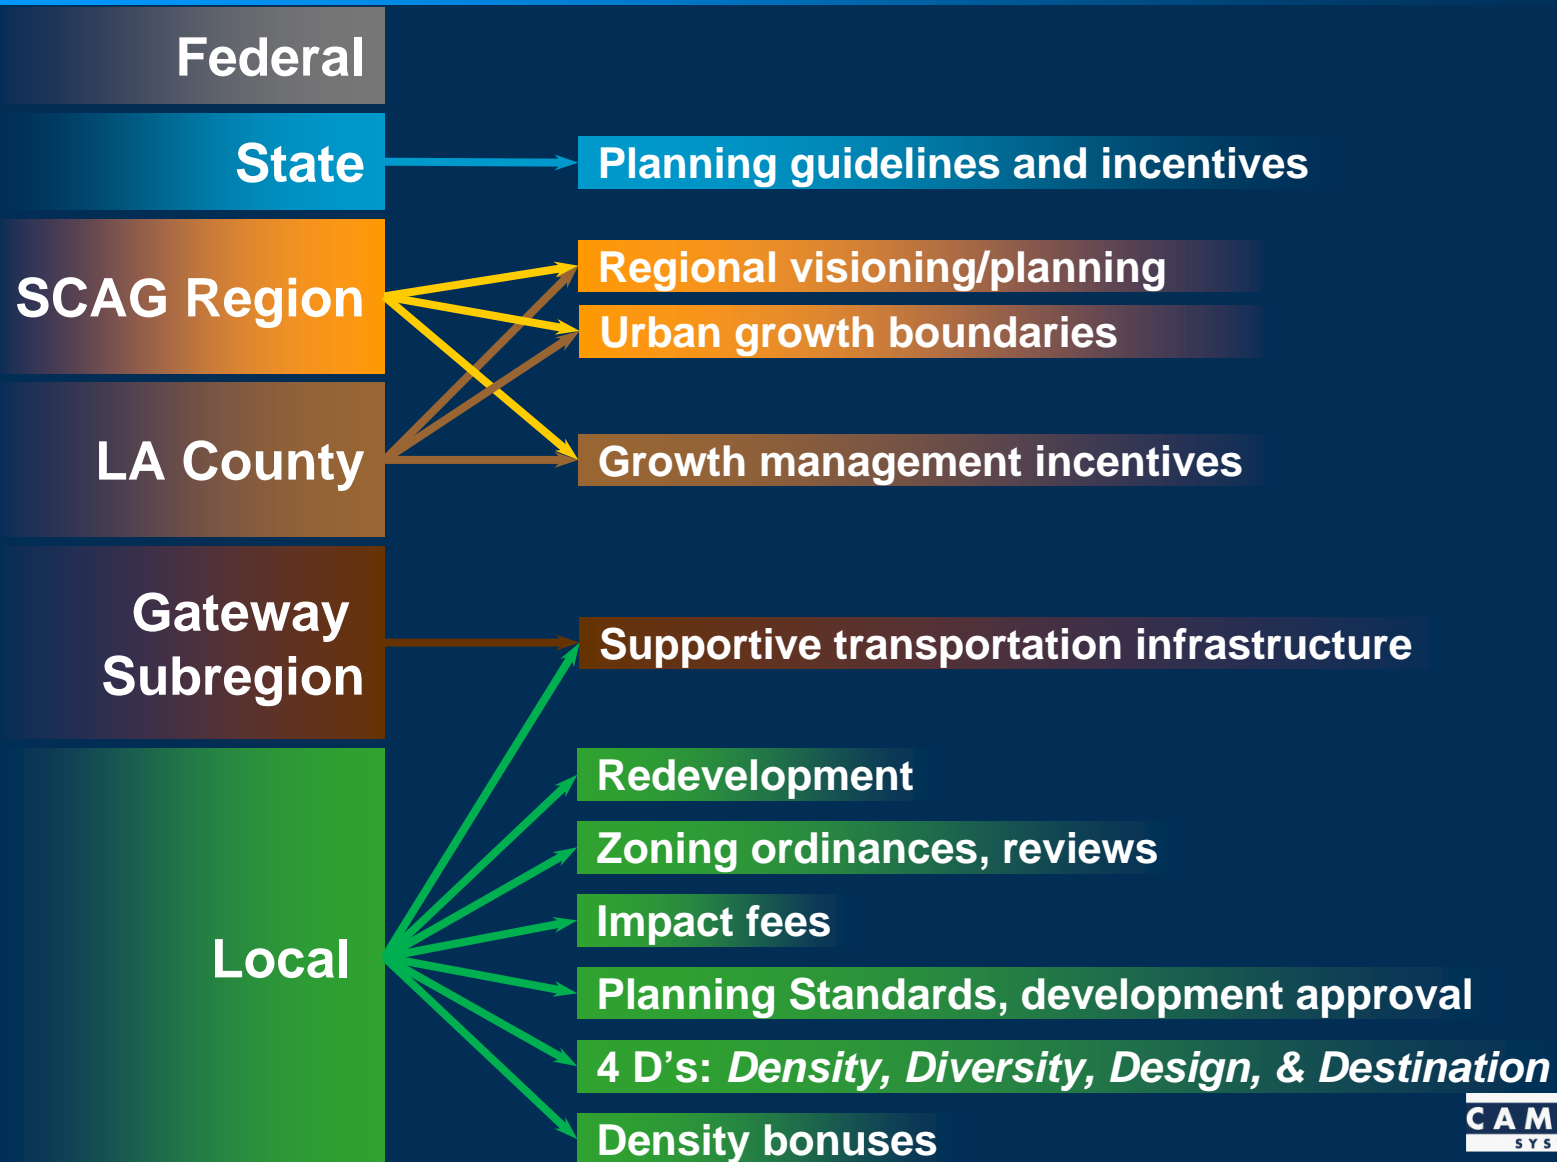 Federal
State
Planning guidelines and incentives
SCAG Region
Regional visioning/planning
Urban growth boundaries
LA County
Growth management incentives
Gateway
Subregion
Supportive transportation infrastructure
Local
Redevelopment
Zoning ordinances, reviews
Impact fees
Planning Standards, development approval
4 D's: Density, Diversity, Design, & Destination
Density bonuses
CAM
SYS